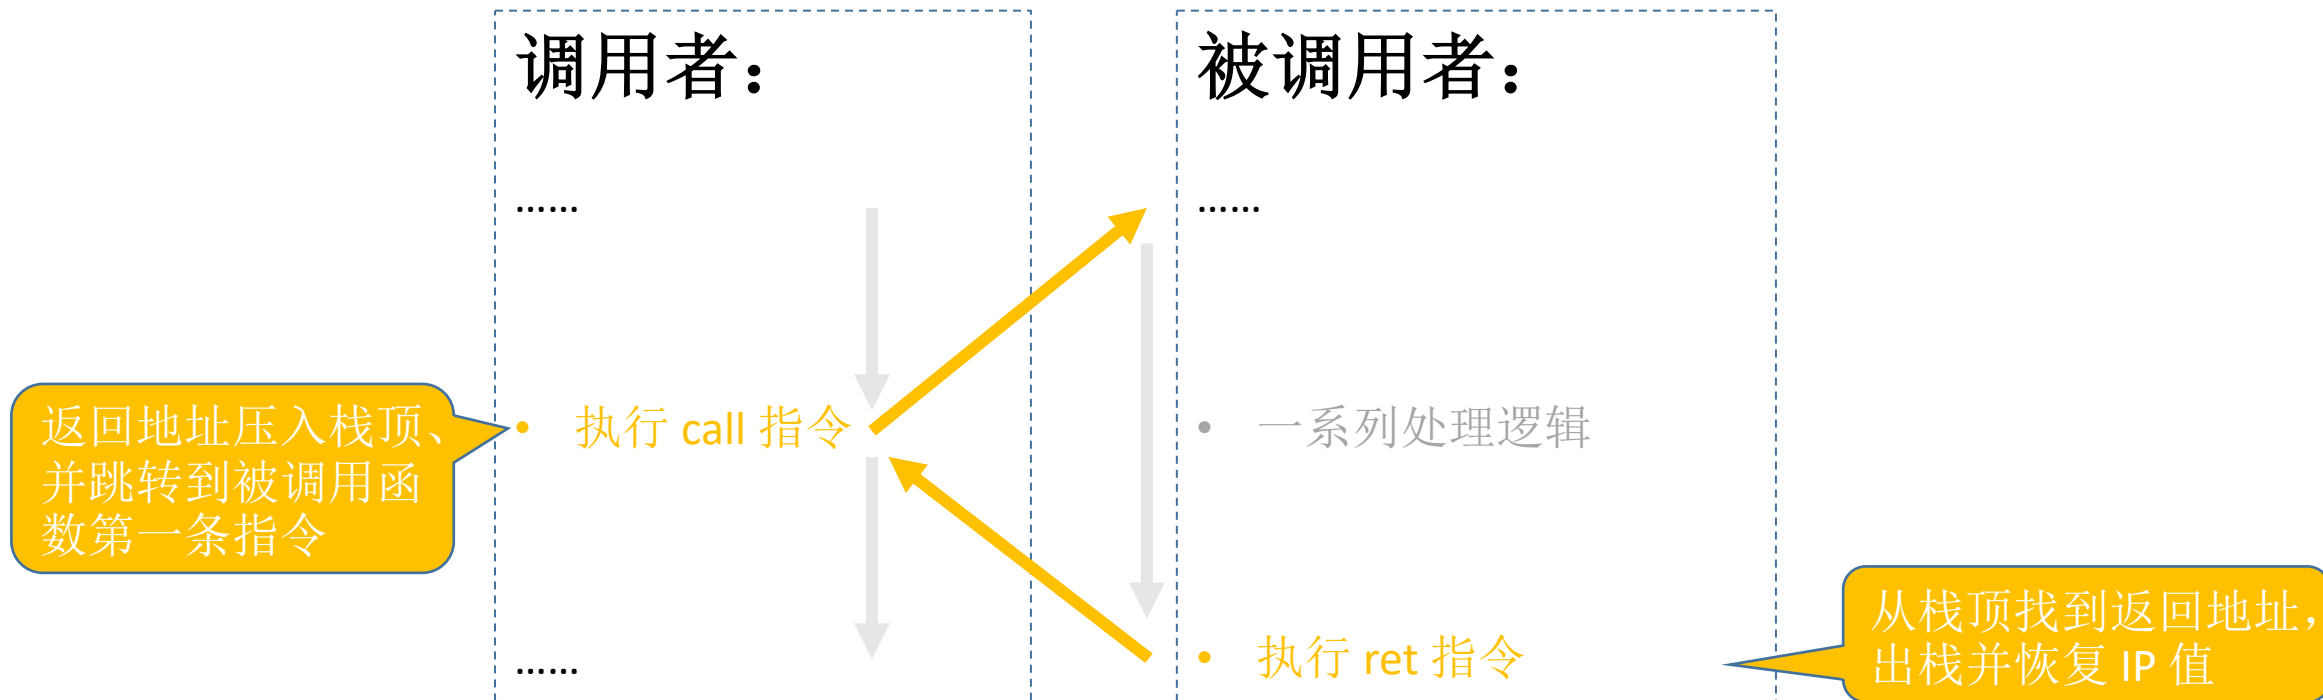 调用者：
……
• 执行 call 指令
……
被调用者：
……
• 一系列处理逻辑
• 执行 ret 指令
返回地址压入栈顶、
并跳转到被调用函
数第一条指令
从栈顶找到返回地址，
出栈并恢复 IP 值